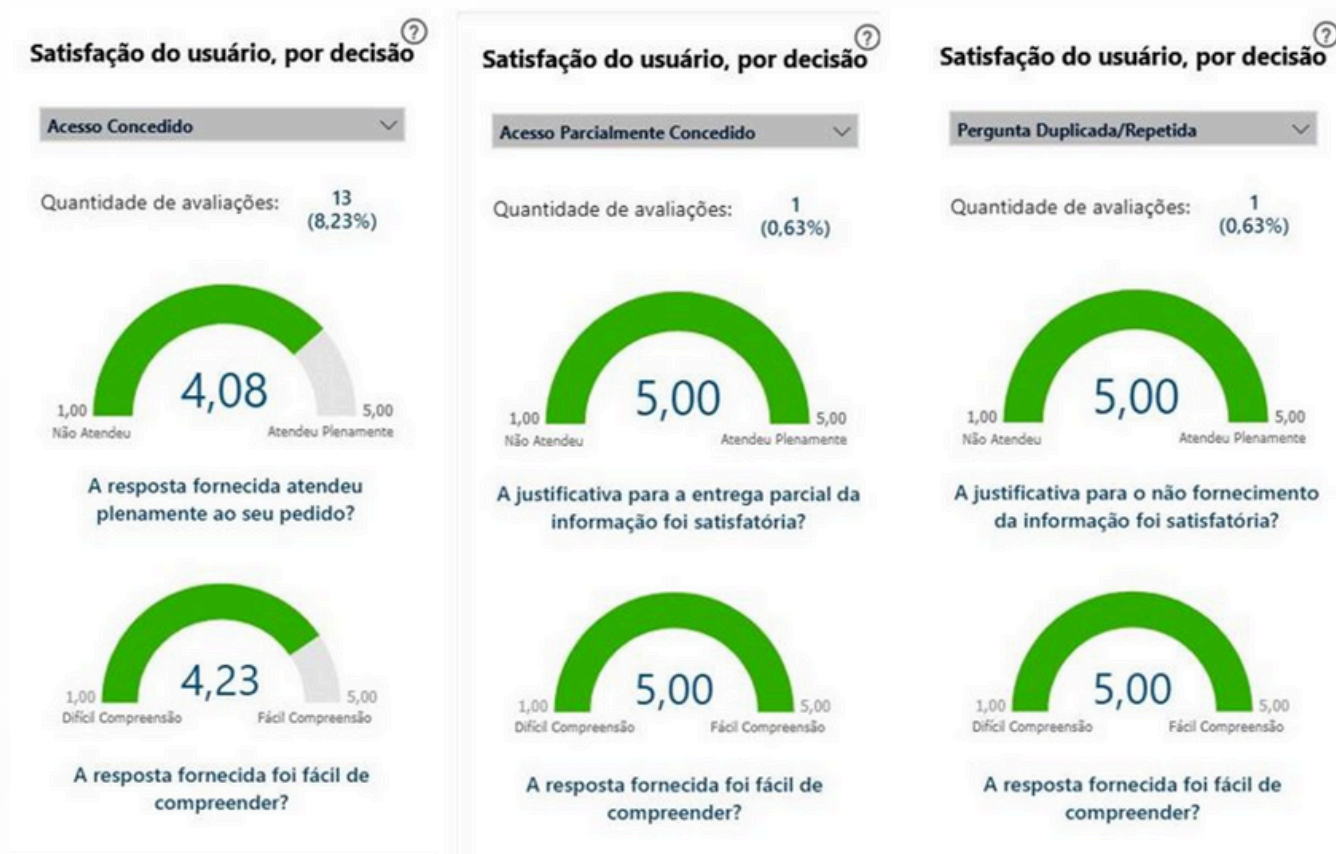 Satisfação do usuário, por decisão
?
Acesso Concedido
Quantidade de avaliações:
13
(8,23%)
4,08
1,00
5,00
Não Atendeu
Atendeu Plenamente
A resposta fornecida atendeu
plenamente ao seu pedido?
4,23
1,00
5,00
Difícil Compreensão
Fácil Compreensão
A resposta fornecida foi fácil de
compreender?
Satisfação do usuário, por decisão
?
Acesso Parcialmente Concedido
Quantidade de avaliações:
1
(0,63%)
5,00
1,00
5,00
Não Atendeu
Atendeu Plenamente
A justificativa para a entrega parcial da
informação foi satisfatória?
5,00
1,00
5,00
Difícil Compreensão
Fácil Compreensão
A resposta fornecida foi fácil de
compreender?
Satisfação do usuário, por decisão
?
Pergunta Duplicada/Repetida
Quantidade de avaliações:
1
(0,63%)
5,00
1,00
5,00
Não Atendeu
Atendeu Plenamente
A justificativa para o não fornecimento
da informação foi satisfatória?
5,00
1,00
5,00
Difícil Compreensão
Fácil Compreensão
A resposta fornecida foi fácil de
compreender?